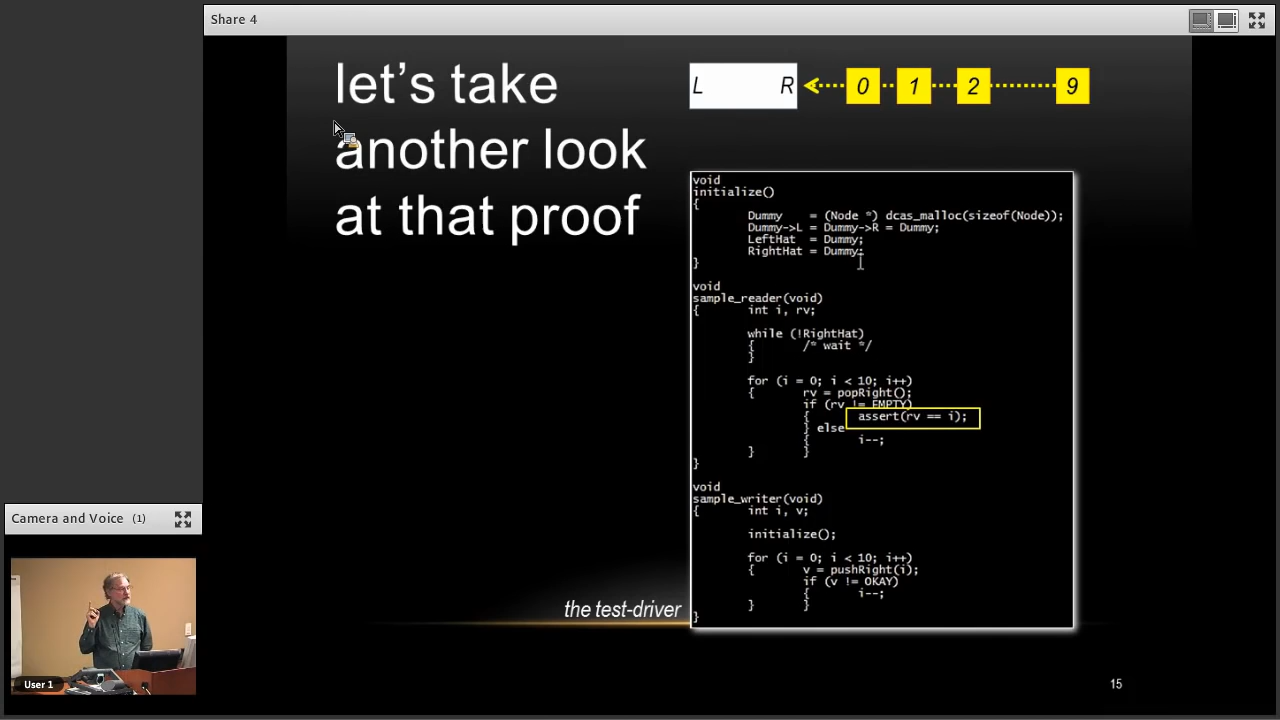 Share 4
let's take
another look
at that proof
L R 0 1 2 9
void
initialize()
{
Dummy = (Node *) dcas_malloc(sizeof(Node));
Dummy->L = Dummy->R = Dummy;
LeftHat = Dummy;
RightHat = Dummy;
}
void
sample_reader(void)
{ int i, rv;
while (!RightHat)
{ /* wait */
}
for (i = 0; i < 10; i++)
{ rv = popRight();
if (rv != EMPTY)
{ assert(rv == i);
} else
{ i--;
} }
}
void
sample_writer(void)
{ int i, v;
initialize();
for (i = 0; i < 10; i++)
{ v = pushRight(i);
if (v != OKAY)
{ i--;
} }
}
the test-driver
15
Camera and Voice (1)
User 1